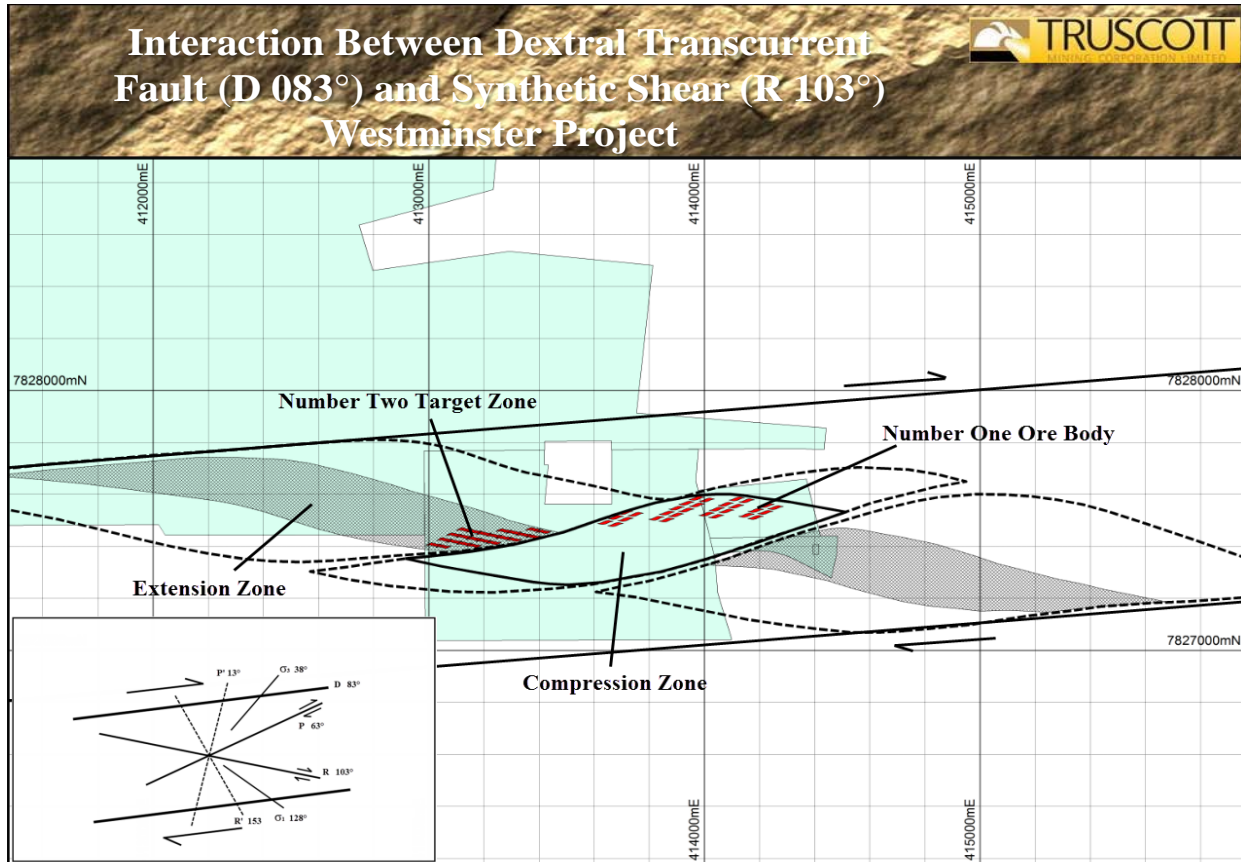 Interaction Between Dextral Transcurrent
Fault (D 083°) and Synthetic Shear (R 103°)
Westminster Project
TRUSCOTT
MINING CORPORATION LIMITED
412000mE
413000mE
414000mE
415000mE
7828000mN
7828000mN
Number Two Target Zone
Number One Ore Body
Extension Zone
Compression Zone
7827000mN
P' 13°
σ3 38°
D 83°
P 63°
R 103°
R' 153
σ1 128°
414000mE
415000mE